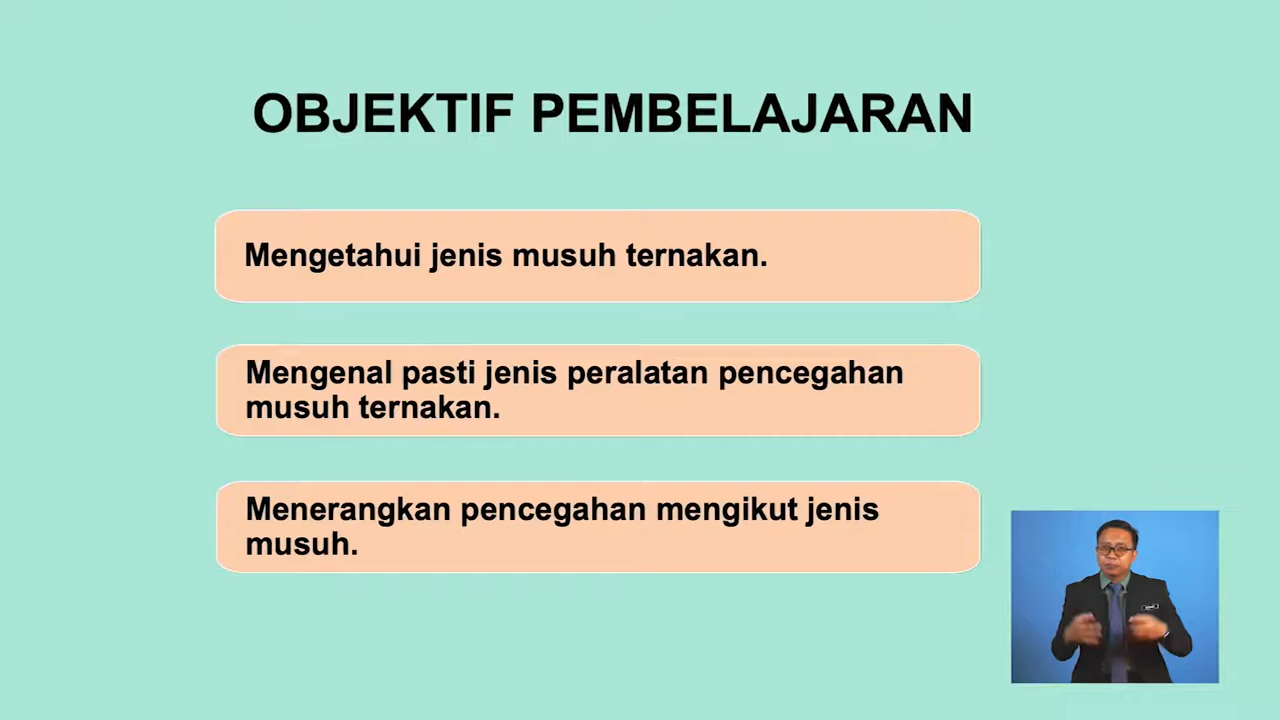 OBJEKTIF PEMBELAJARAN
Mengetahui jenis musuh ternakan.
Mengenal pasti jenis peralatan pencegahan
musuh ternakan.
Menerangkan pencegahan mengikut jenis
musuh.